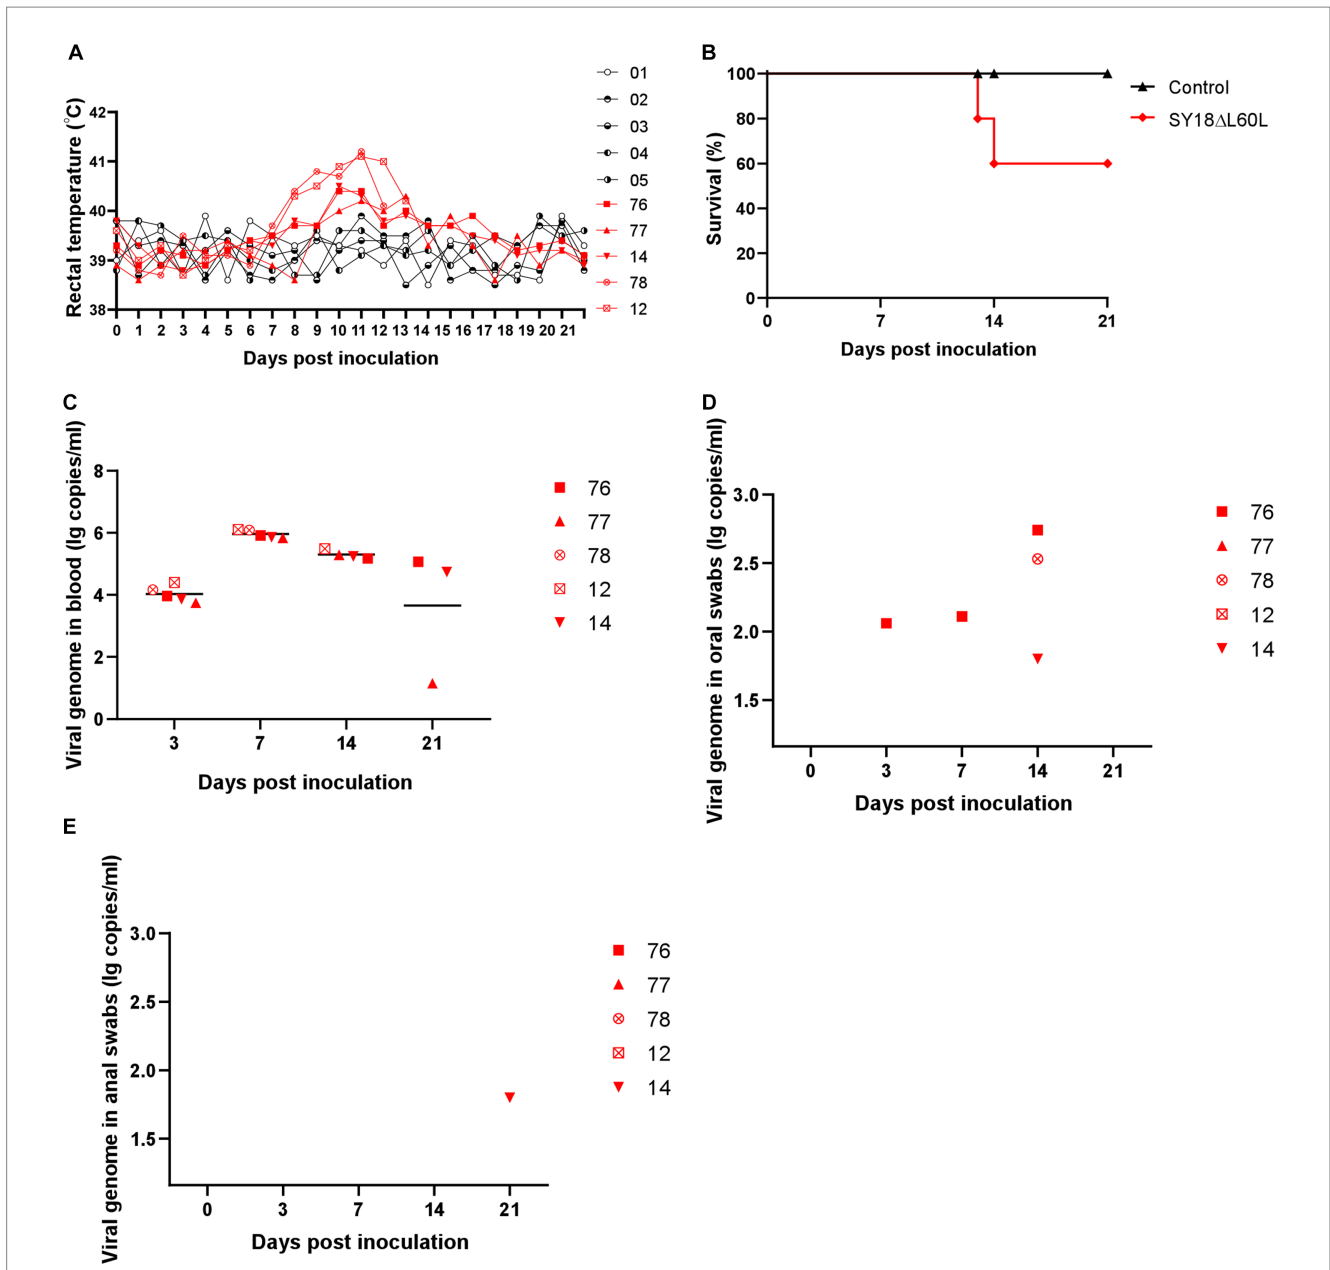 A
Rectal temperature (°C)
42
41
40
39
38
0 1 2 3 4 5 6 7 8 9 10 11 12 13 14 15 16 17 18 19 20 21
Days post inoculation
01
02
03
04
05
76
77
14
78
12
B
Survival (%)
100
80
60
40
20
0
0 7 14 21
Days post inoculation
Control
SY18ΔL60L
C
Viral genome in blood (lg copies/ml)
8
6
4
2
0
3 7 14 21
Days post inoculation
76
77
78
12
14
D
Viral genome in oral swabs (lg copies/ml)
3.0
2.5
2.0
1.5
0 3 7 14 21
Days post inoculation
76
77
78
12
14
E
Viral genome in anal swabs (lg copies/ml)
3.0
2.5
2.0
1.5
0 3 7 14 21
Days post inoculation
76
77
78
12
14